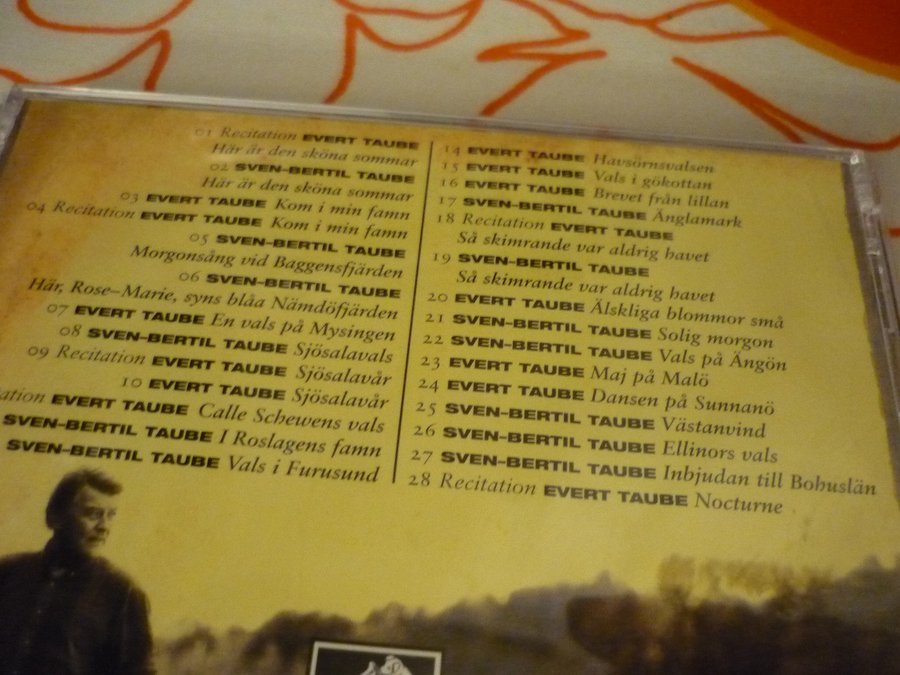 01 Recitation EVERT TAUBE
Här är den sköna sommar
02 SVEN-BERTIL TAUBE
Här är den sköna sommar
03 EVERT TAUBE Kom i min famn
04 Recitation EVERT TAUBE Kom i min famn
05 SVEN-BERTIL TAUBE
Morgonsång vid Baggensfjärden
06 SVEN-BERTIL TAUBE
Här, Rose-Marie, syns blåa Nämdöfjärden
07 EVERT TAUBE En vals på Mysingen
08 SVEN-BERTIL TAUBE Sjösalavals
09 Recitation EVERT TAUBE Sjösalavår
10 EVERT TAUBE Sjösalavår
ation EVERT TAUBE Calle Schewens vals
SVEN-BERTIL TAUBE I Roslagens famn
SVEN-BERTIL TAUBE Vals i Furusund
14 EVERT TAUBE Havsörnsvalsen
15 EVERT TAUBE Vals i gökottan
16 EVERT TAUBE Brevet från lillan
17 SVEN-BERTIL TAUBE Änglamark
18 Recitation EVERT TAUBE
Så skimrande var aldrig havet
19 SVEN-BERTIL TAUBE
Så skimrande var aldrig havet
20 EVERT TAUBE Älskliga blommor små
21 SVEN-BERTIL TAUBE Solig morgon
22 SVEN-BERTIL TAUBE Vals på Ängön
23 EVERT TAUBE Maj på Malö
24 EVERT TAUBE Dansen på Sunnanö
25 SVEN-BERTIL TAUBE Västanvind
26 SVEN-BERTIL TAUBE Ellinors vals
27 SVEN-BERTIL TAUBE Inbjudan till Bohuslän
28 Recitation EVERT TAUBE Nocturne